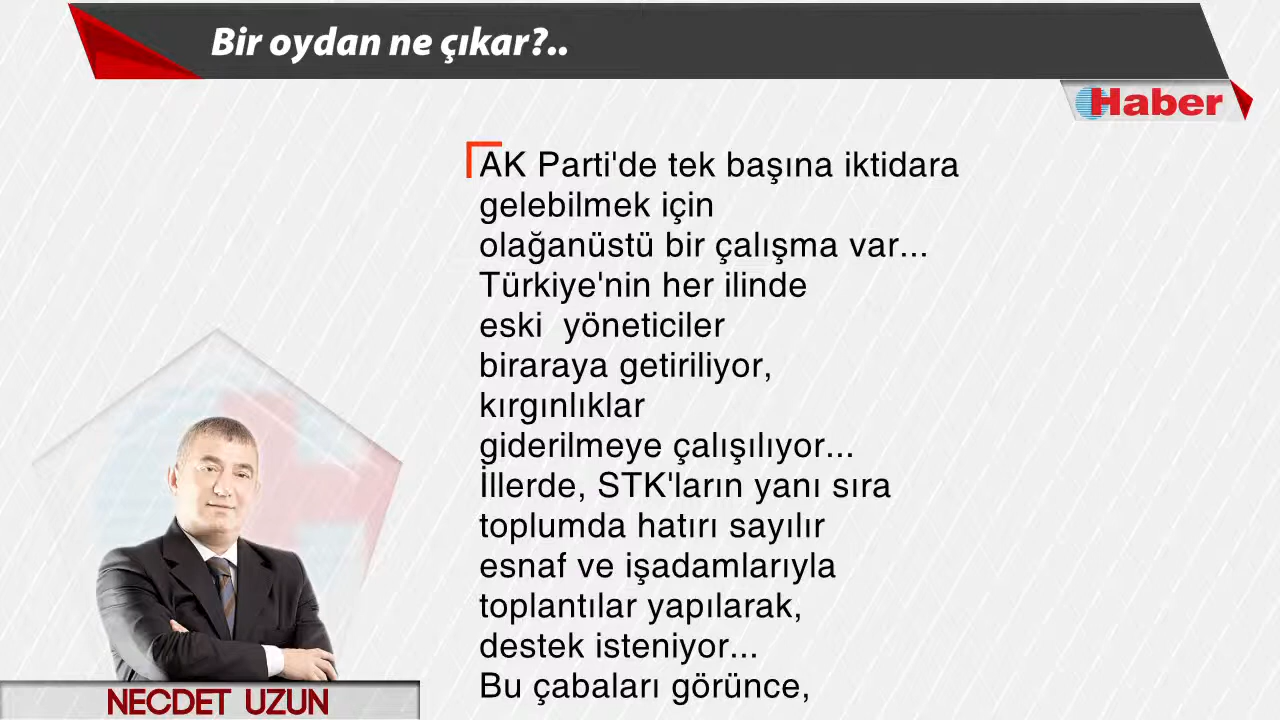 Bir oydan ne çıkar?..
Haber
AK Parti'de tek başına iktidara
gelebilmek için
olağanüstü bir çalışma var...
Türkiye'nin her ilinde
eski  yöneticiler
biraraya getiriliyor,
kırgınlıklar
giderilmeye çalışılıyor...
İllerde, STK'ların yanı sıra
toplumda hatırı sayılır
esnaf ve işadamlarıyla
toplantılar yapılarak,
destek isteniyor...
Bu çabaları görünce,
NECDET UZUN